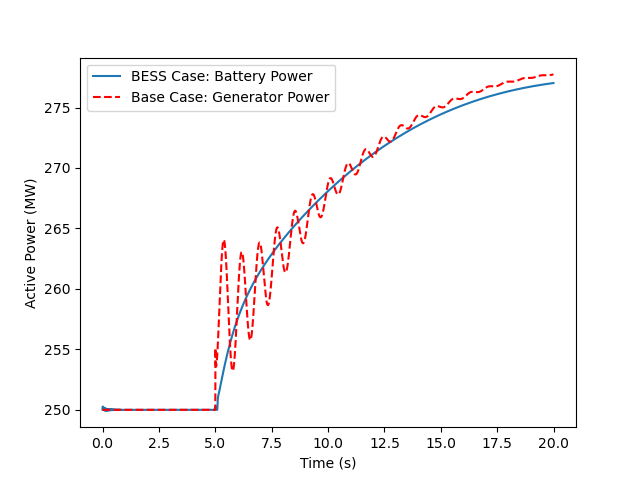 BESS Case: Battery Power
Base Case: Generator Power
275
270
265
260
255
250
Active Power (MW)
0.0 2.5 5.0 7.5 10.0 12.5 15.0 17.5 20.0
Time (s)